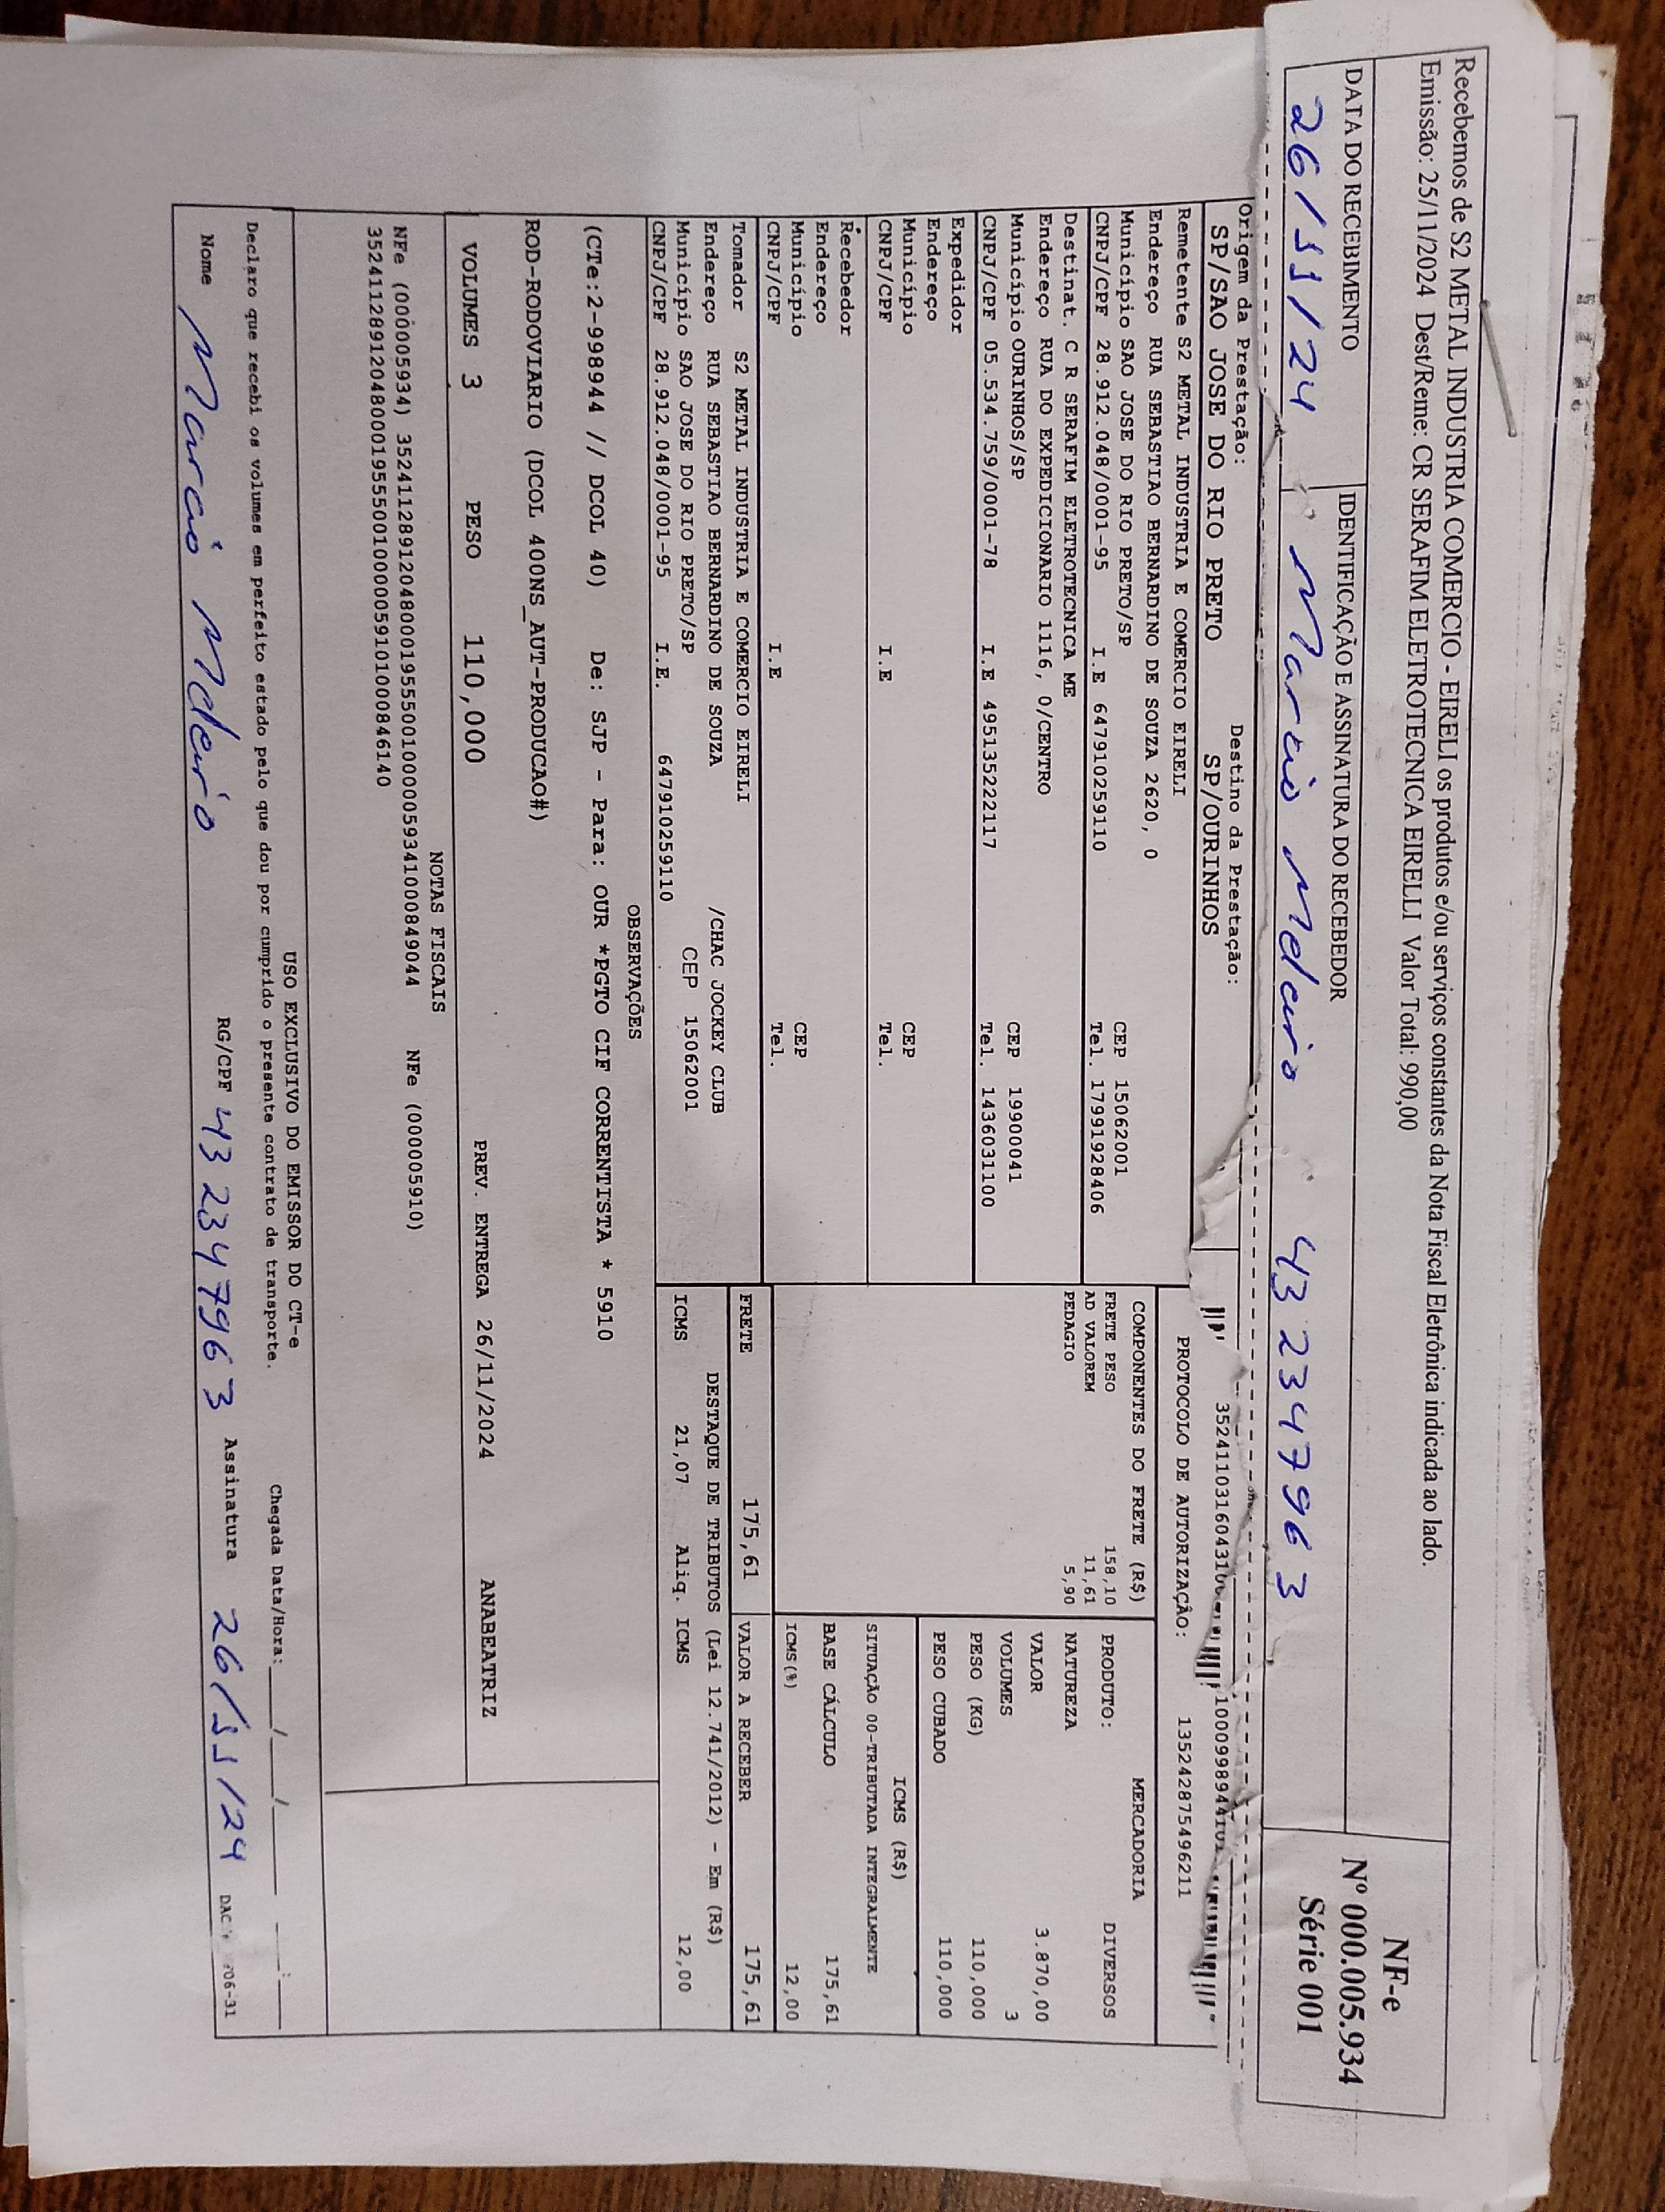 Recebemos de S2 METAL INDUSTRIA COMERCIO - EIRELI os produtos e/ou serviços constantes da Nota Fiscal Eletrônica indicada ao lado.
Emissão: 25/11/2024 Dest/Reme: CR SERAFIM ELETROTECNICA EIRELLI Valor Total: 990,00
NF-e
Nº 000.005.934
Série 001
DATA DO RECEBIMENTO IDENTIFICAÇÃO E ASSINATURA DO RECEBEDOR
26/11/24 Marcio Medeiro 43 2347963
Origem da Prestação: Destino da Prestação:
SP/SAO JOSE DO RIO PRETO SP/OURINHOS
Remetente S2 METAL INDUSTRIA E COMERCIO EIRELI
Endereço RUA SEBASTIAO BERNARDINO DE SOUZA 2620, 0
Município SAO JOSE DO RIO PRETO/SP CEP 15062001
CNPJ/CPF 28.912.048/0001-95 I.E 647910259110 Tel. 17991928406
Destinat. C R SERAFIM ELETROTECNICA ME
Endereço RUA DO EXPEDICIONARIO 1116, 0/CENTRO
Município OURINHOS/SP CEP 19900041
CNPJ/CPF 05.534.759/0001-78 I.E 495135222117 Tel. 1436031100
Expedidor
Endereço
Município CEP
CNPJ/CPF I.E Tel.
Recebedor
Endereço
Município CEP
CNPJ/CPF I.E Tel.
Tomador S2 METAL INDUSTRIA E COMERCIO EIRELI
Endereço RUA SEBASTIAO BERNARDINO DE SOUZA /CHAC JOCKEY CLUB
Município SAO JOSE DO RIO PRETO/SP CEP 15062001
CNPJ/CPF 28.912.048/0001-95 I.E. 647910259110
PROTOCOLO DE AUTORIZAÇÃO: 135242875496211
COMPONENTES DO FRETE (R$)
FRETE PESO 158,10
AD VALOREM 11,61
PEDAGIO 5,90
MERCADORIA
PRODUTO: DIVERSOS
NATUREZA
VALOR 3.870,00
VOLUMES 3
PESO (KG) 110,000
PESO CUBADO 110,000
ICMS (R$)
SITUAÇÃO 00-TRIBUTADA INTEGRALMENTE
BASE CÁLCULO 175,61
ICMS(%) 12,00
FRETE 175,61 VALOR A RECEBER 175,61
DESTAQUE DE TRIBUTOS (Lei 12.741/2012) - Em (R$)
ICMS 21,07 Aliq. ICMS 12,00
OBSERVAÇÕES
(CTe:2-998944 // DCOL 40) De: SJP - Para: OUR *PGTO CIF CORRENTISTA * 5910
ROD-RODOVIARIO (DCOL 400NS_AUT-PRODUCAO#)
VOLUMES 3 PESO 110,000 PREV. ENTREGA 26/11/2024 ANABEATRIZ
NOTAS FISCAIS
NFe (000005934) 35241128912048000195550010000059341000849044 NFe (000005910)
35241128912048000195550010000059101000846140
USO EXCLUSIVO DO EMISSOR DO CT-e
Declaro que recebi os volumes em perfeito estado pelo que dou por cumprido o presente contrato de transporte. Chegada Data/Hora:____/____/____ ____:____
Nome Marcio Medeiro RG/CPF 43 2347963 Assinatura 26/11/24